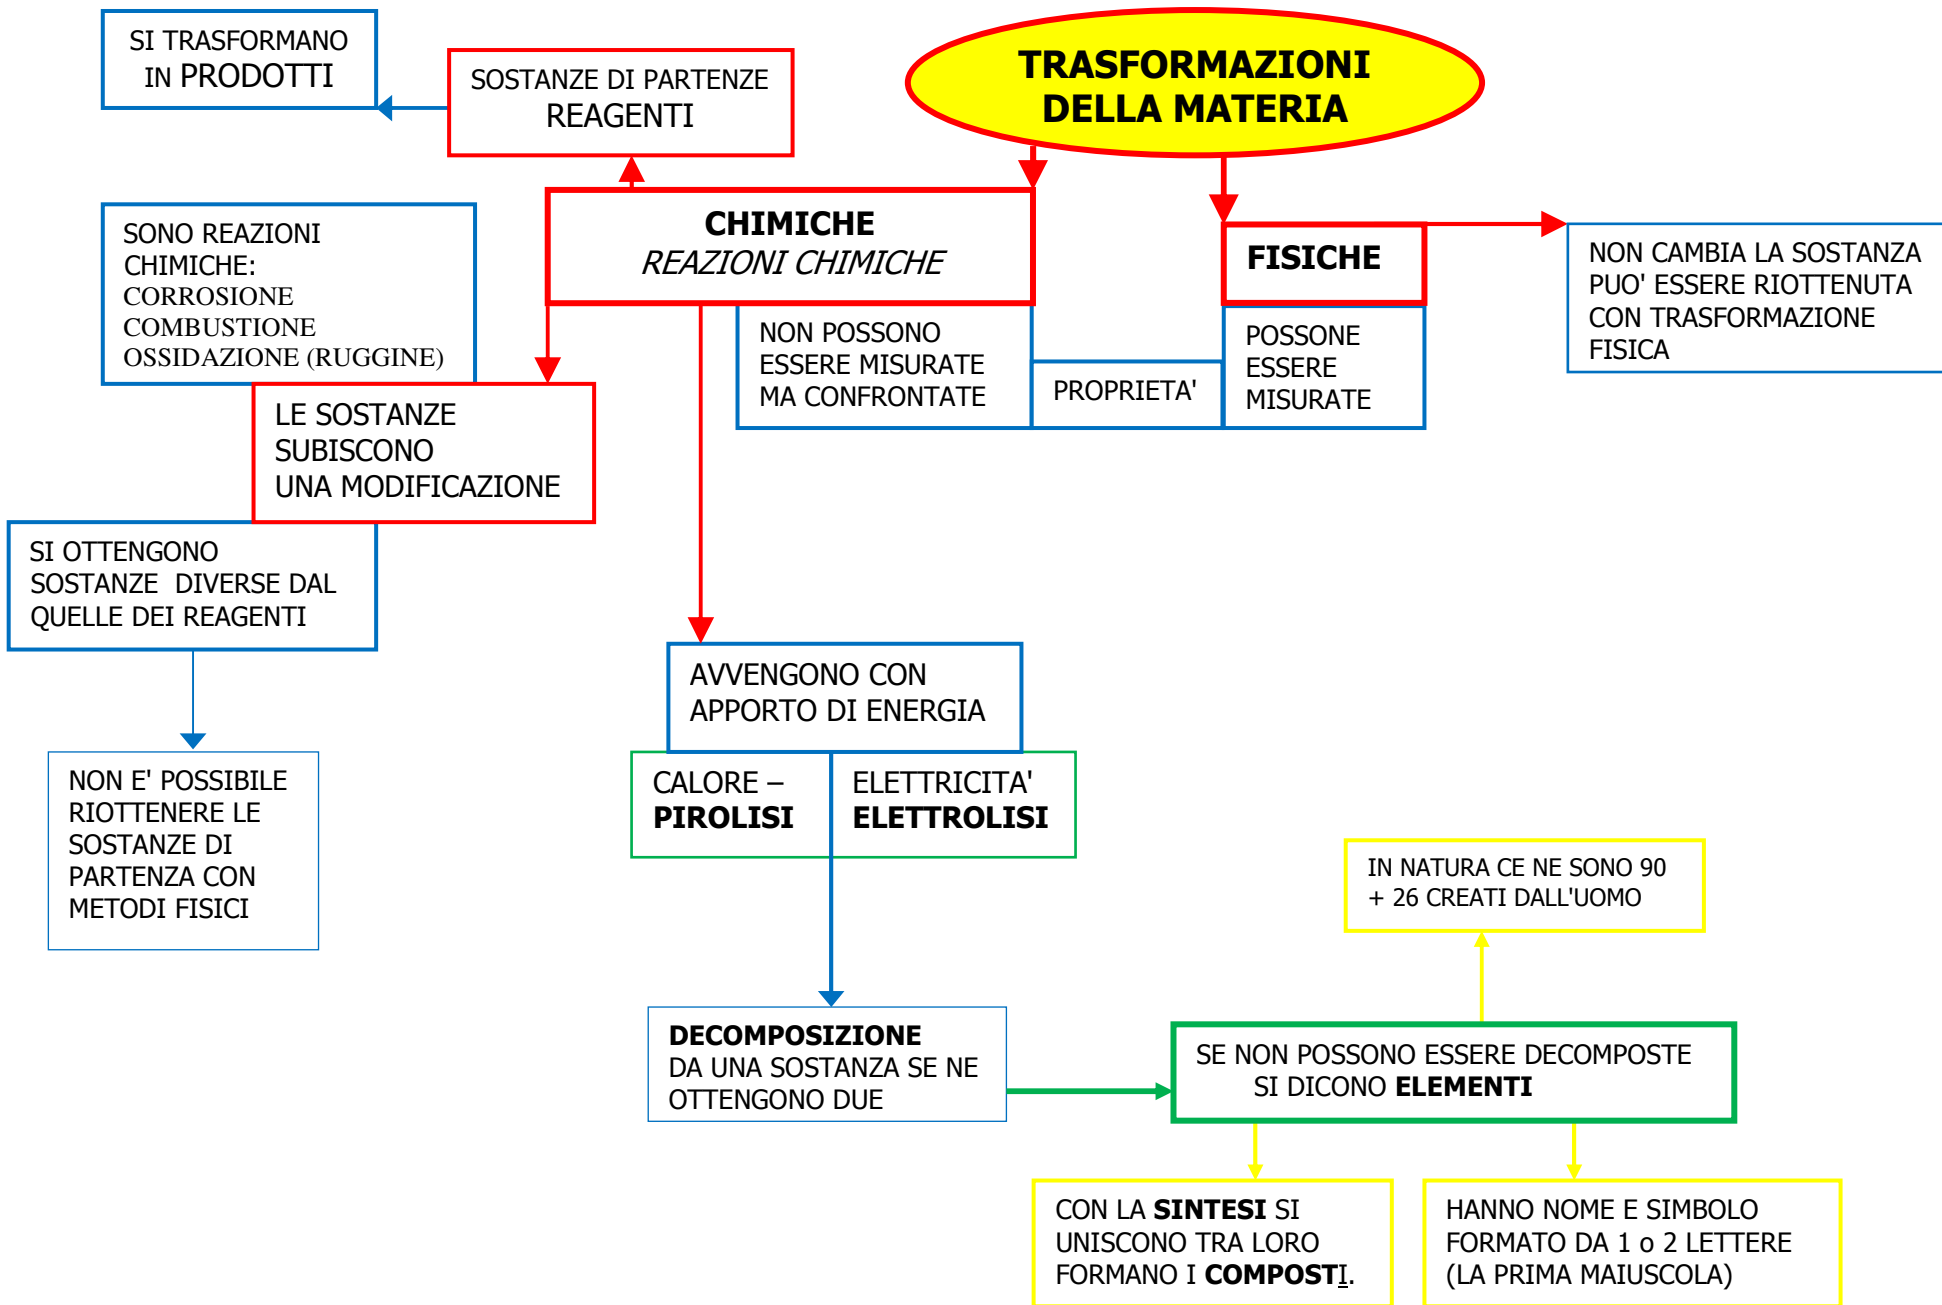 SI TRASFORMANO
IN PRODOTTI
SOSTANZE DI PARTENZE
REAGENTI
TRASFORMAZIONI
DELLA MATERIA
CHIMICHE
REAZIONI CHIMICHE
FISICHE
NON CAMBIA LA SOSTANZA
PUO' ESSERE RIOTTENUTA
CON TRASFORMAZIONE
FISICA
SONO REAZIONI
CHIMICHE:
CORROSIONE
COMBUSTIONE
OSSIDAZIONE (RUGGINE)
NON POSSONO
ESSERE MISURATE
MA CONFRONTATE
PROPRIETA'
POSSONE
ESSERE
MISURATE
LE SOSTANZE
SUBISCONO
UNA MODIFICAZIONE
SI OTTENGONO
SOSTANZE  DIVERSE DAL
QUELLE DEI REAGENTI
AVVENGONO CON
APPORTO DI ENERGIA
NON E' POSSIBILE
RIOTTENERE LE
SOSTANZE DI
PARTENZA CON
METODI FISICI
CALORE –
PIROLISI
ELETTRICITA'
ELETTROLISI
IN NATURA CE NE SONO 90
+ 26 CREATI DALL'UOMO
DECOMPOSIZIONE
DA UNA SOSTANZA SE NE
OTTENGONO DUE
SE NON POSSONO ESSERE DECOMPOSTE
SI DICONO ELEMENTI
CON LA SINTESI SI
UNISCONO TRA LORO
FORMANO I COMPOSTI.
HANNO NOME E SIMBOLO
FORMATO DA 1 o 2 LETTERE
(LA PRIMA MAIUSCOLA)